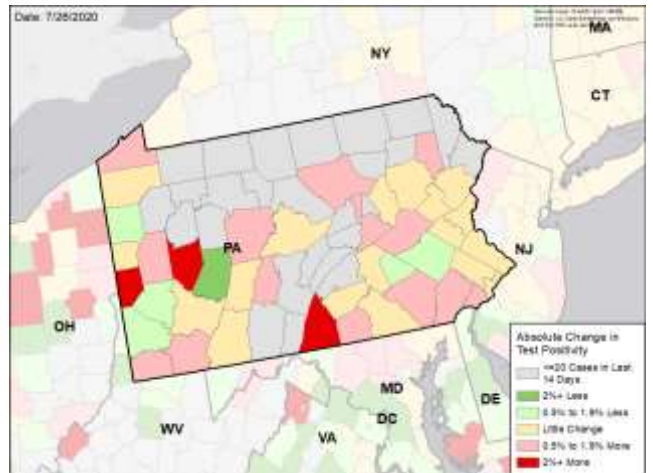 Date: 7/28/2020
NY
MA
CT
PA
NJ
OH
MD
DE
WV
DC
VA
Absolute Change in
Test Positivity
<=20 Cases in Last
14 Days
2%+ Less
0.5% to 1.9% Less
Little Change
0.5% to 1.9% More
2%+ More